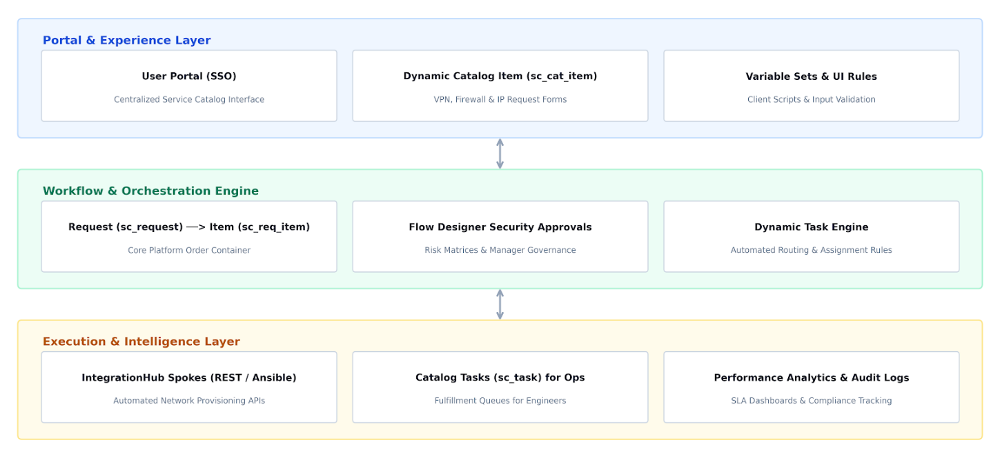 Portal & Experience Layer
User Portal (SSO)
Centralized Service Catalog Interface
Dynamic Catalog Item (sc_cat_item)
VPN, Firewall & IP Request Forms
Variable Sets & UI Rules
Client Scripts & Input Validation
Workflow & Orchestration Engine
Request (sc_request) ──> Item (sc_req_item)
Core Platform Order Container
Flow Designer Security Approvals
Risk Matrices & Manager Governance
Dynamic Task Engine
Automated Routing & Assignment Rules
Execution & Intelligence Layer
IntegrationHub Spokes (REST / Ansible)
Automated Network Provisioning APIs
Catalog Tasks (sc_task) for Ops
Fulfillment Queues for Engineers
Performance Analytics & Audit Logs
SLA Dashboards & Compliance Tracking